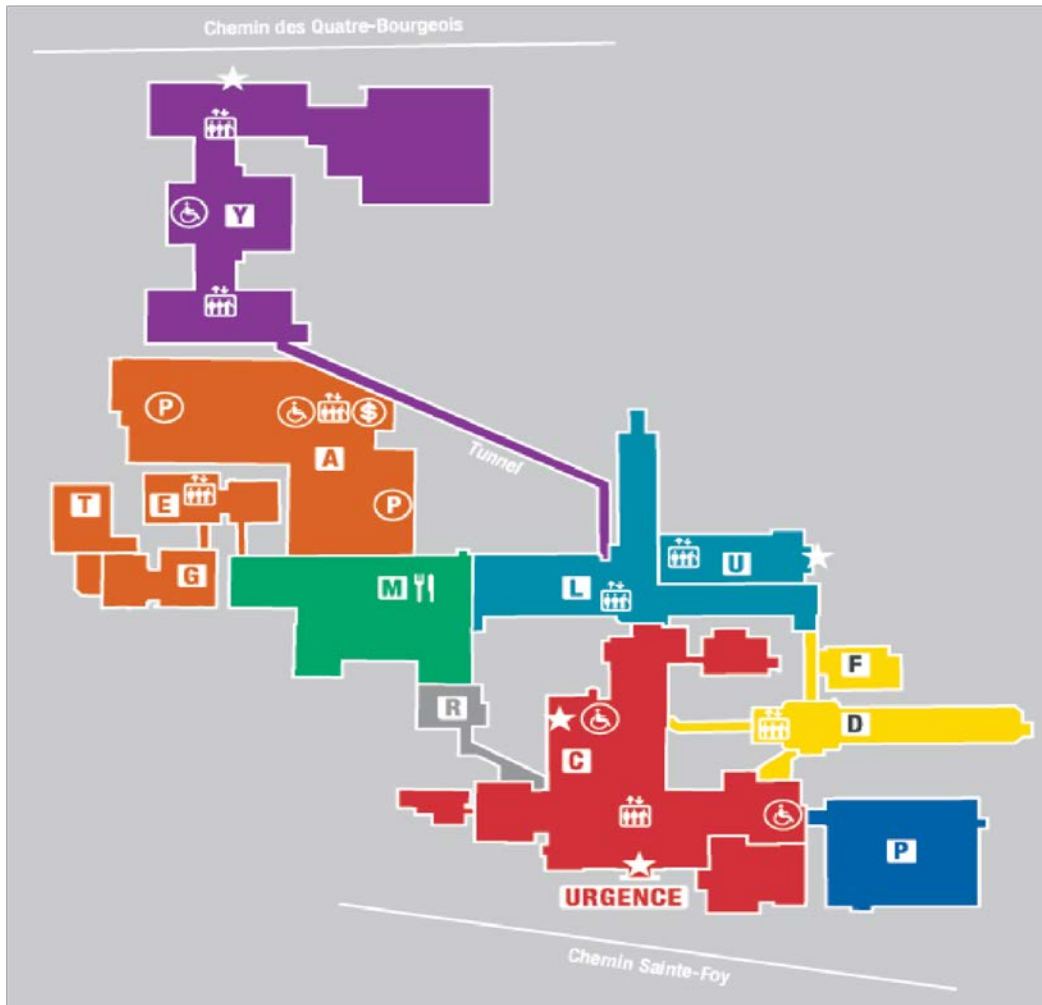 Chemin des Quatre-Bourgeois
Y
P
$
A
Tunnel
T
E
P
G
M
L
U
F
R
D
C
P
URGENCE
Chemin Sainte-Foy